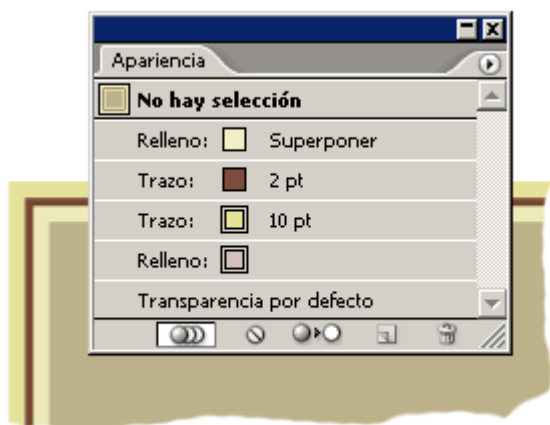 Apariencia
No hay selección
Relleno: Superponer
Trazo: 2 pt
Trazo: 10 pt
Relleno:
Transparencia por defecto